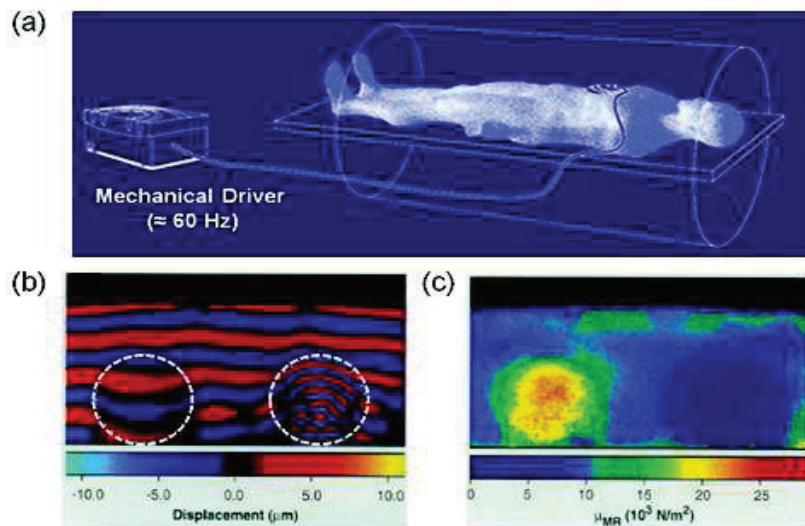 (a)
Mechanical Driver
(≈ 60 Hz)
(b)
(c)
-10.0 -5.0 0.0 5.0 10.0
Displacement (μm)
0 5 10 15 20 25
μMR (10³ N/m²)